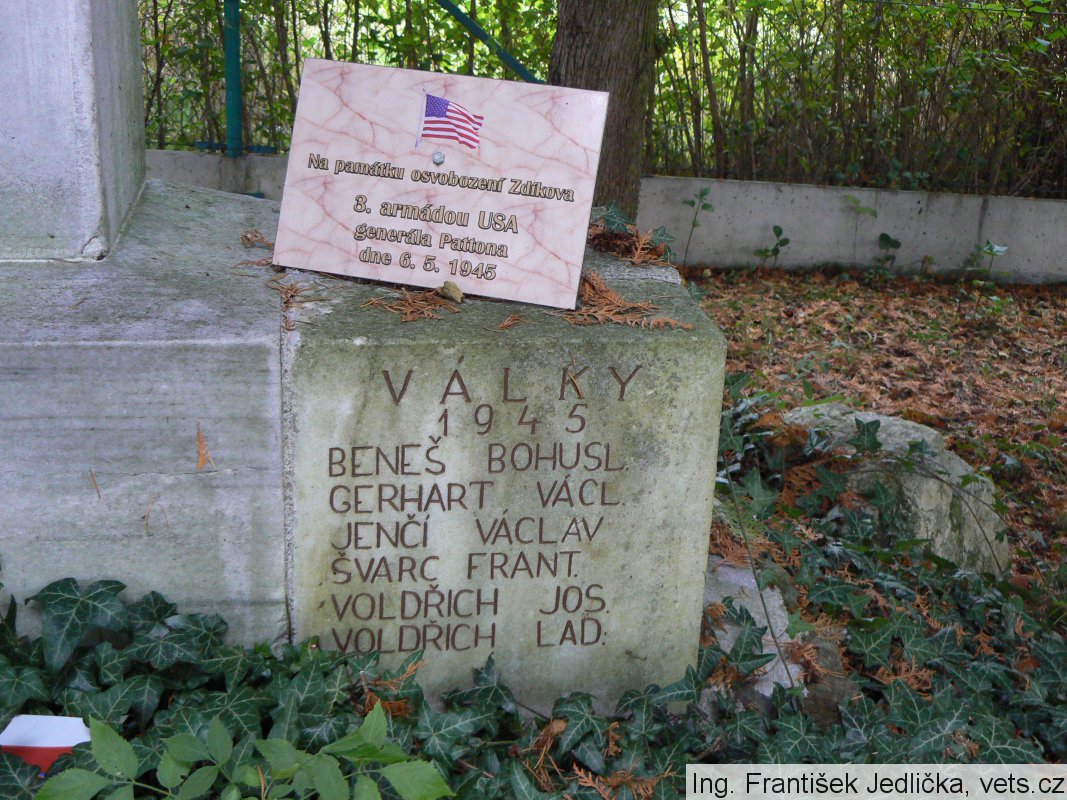 Na památku osvobození Zdíkova
3. armádou USA
generála Pattona
dne 6. 5. 1945
VÁLKY
1945
BENEŠ BOHUSL.
GERHART VÁCL.
JENČÍ VÁCLAV
ŠVARC FRANT.
VOLDŘICH JOS.
VOLDŘICH LAD.
Ing. František Jedlička, vets.cz